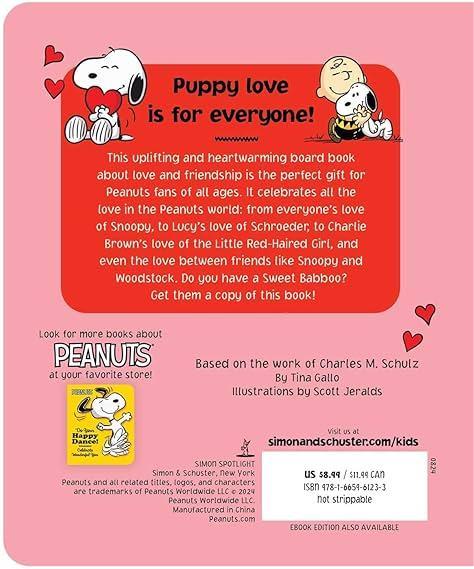 Puppy love
is for everyone!
This uplifting and heartwarming board book
about love and friendship is the perfect gift for
Peanuts fans of all ages. It celebrates all the
love in the Peanuts world: from everyone's love
of Snoopy, to Lucy's love of Schroeder, to Charlie
Brown's love of the Little Red-Haired Girl, and
even the love between friends like Snoopy and
Woodstock. Do you have a Sweet Babboo?
Get them a copy of this book!
Look for more books about
PEANUTS
at your favorite store!
PEANUTS
Do Your
Happy
Dance!
Celebrate
Wonderful You
Based on the work of Charles M. Schulz
By Tina Gallo
Illustrations by Scott Jeralds
Visit us at
simonandschuster.com/kids
0824
SIMON SPOTLIGHT
Simon & Schuster, New York
Peanuts and all related titles, logos, and characters
are trademarks of Peanuts Worldwide LLC © 2024
Peanuts Worldwide LLC.
Manufactured in China
Peanuts.com
US $8.99 / $11.99 CAN
ISBN 978-1-6659-6123-3
Not strippable
EBOOK EDITION ALSO AVAILABLE